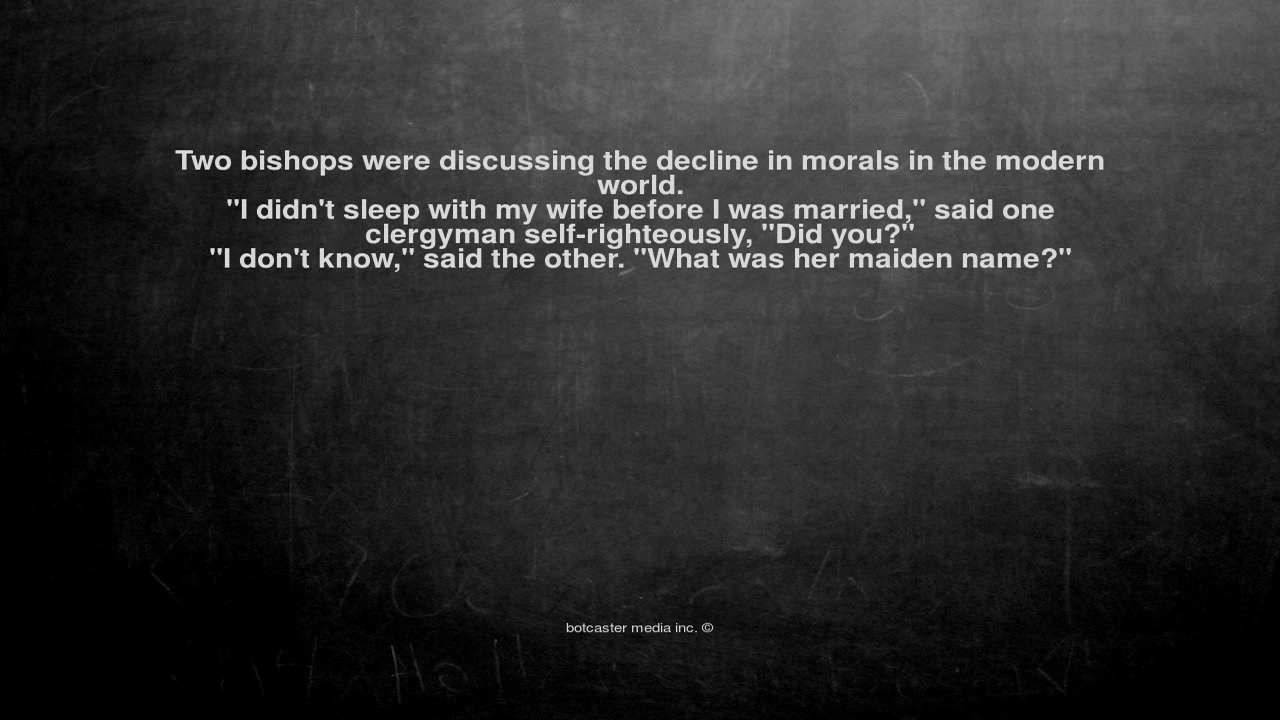 Two bishops were discussing the decline in morals in the modern
world.
"I didn't sleep with my wife before I was married," said one
clergyman self-righteously, "Did you?"
"I don't know," said the other. "What was her maiden name?"
botcaster media inc. ©